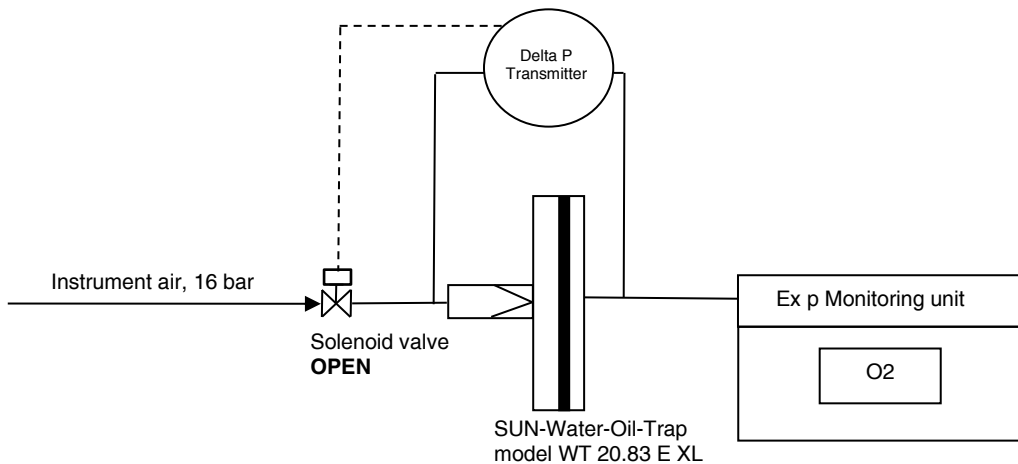 Delta P
Transmitter
Instrument air, 16 bar
Solenoid valve
OPEN
Ex p Monitoring unit
O2
SUN-Water-Oil-Trap
model WT 20.83 E XL